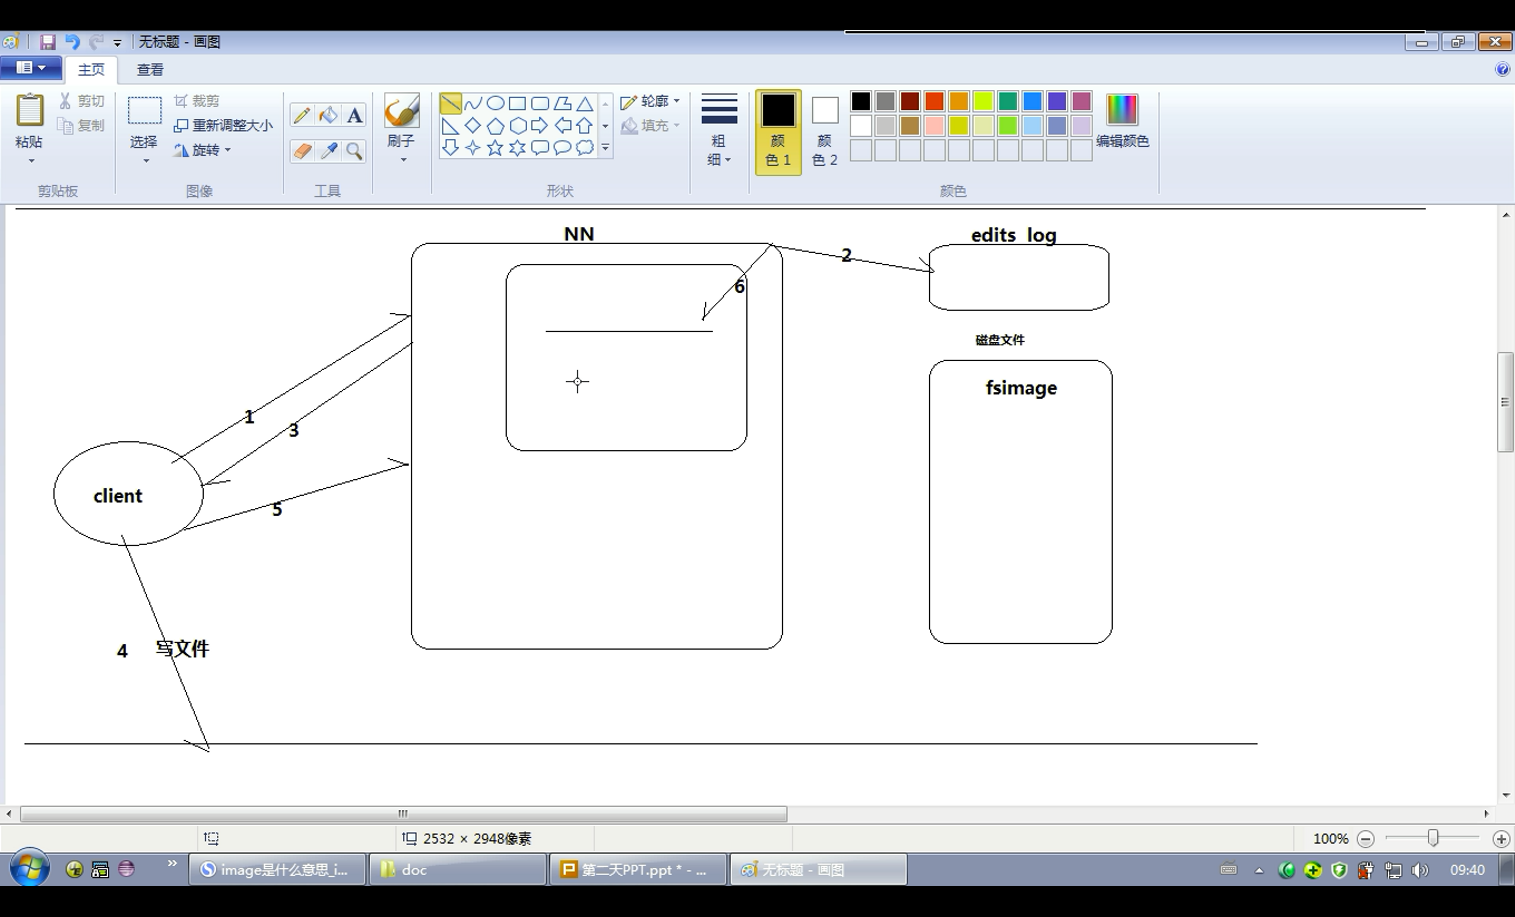 无标题 - 画图
主页
查看
粘贴
剪切
复制
剪贴板
选择
裁剪
重新调整大小
旋转
图像
A
工具
刷子
轮廓
填充
形状
粗
细
颜
色 1
颜
色 2
编辑颜色
颜色
NN
edits log
2
6
磁盘文件
fsimage
1
3
client
5
4 写文件
2532 × 2948像素
100%
image是什么意思_i...
doc
第二天PPT.ppt * - ...
无标题 - 画图
09:40